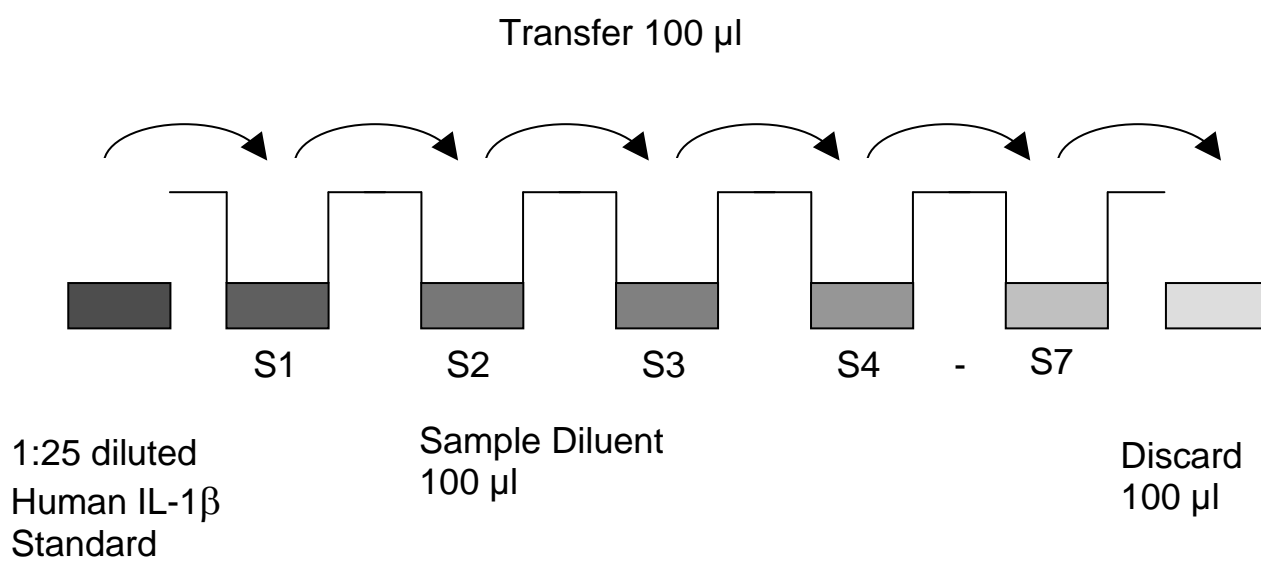 Transfer 100 µl
S1 S2 S3 S4 - S7
1:25 diluted
Human IL-1β
Standard
Sample Diluent
100 µl
Discard
100 µl